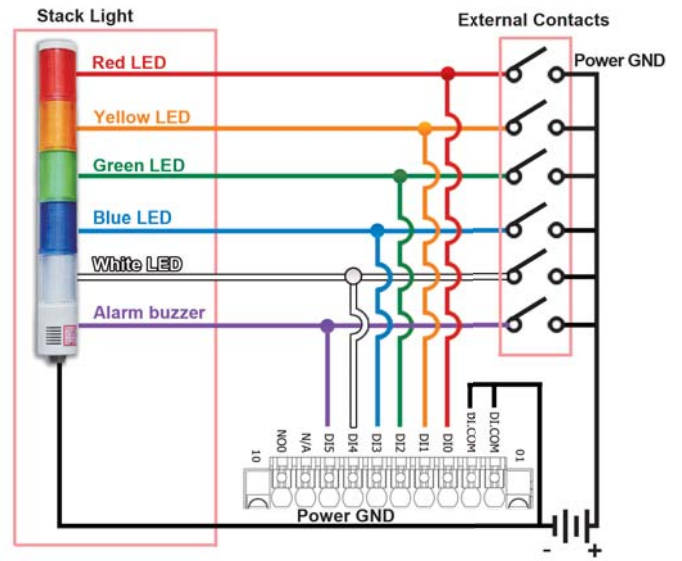 Stack Light
External Contacts
Red LED
Power GND
Yellow LED
Green LED
Blue LED
White LED
Alarm buzzer
10
NO0
N/A
DI5
DI4
DI3
DI2
DI1
DI0
DI.COM
DI.COM
01
Power GND
- +